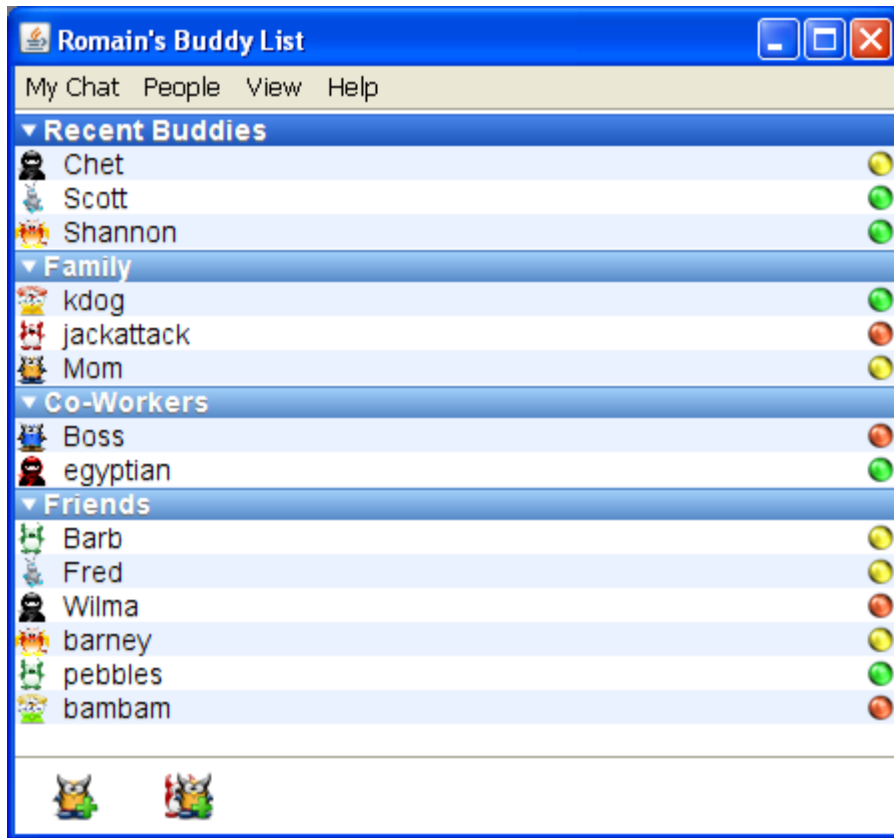 Romain's Buddy List
My Chat People View Help
Recent Buddies
Chet
Scott
Shannon
Family
kdog
jackattack
Mom
Co-Workers
Boss
egyptian
Friends
Barb
Fred
Wilma
barney
pebbles
bambam